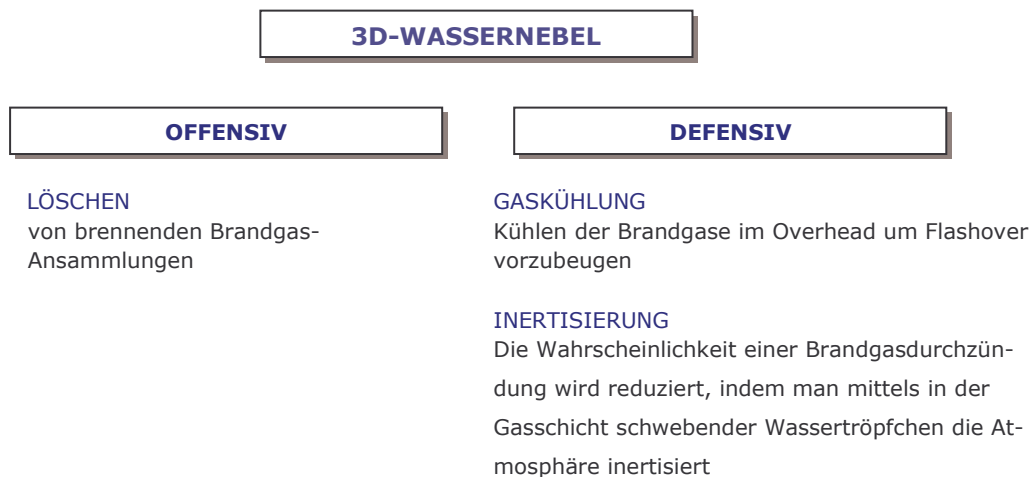 3D-WASSERNEBEL
OFFENSIV
LÖSCHEN
von brennenden Brandgas-
Ansammlungen
DEFENSIV
GASKÜHLUNG
Kühlen der Brandgase im Overhead um Flashover
vorzubeugen
INERTISIERUNG
Die Wahrscheinlichkeit einer Brandgasdurchzün-
dung wird reduziert, indem man mittels in der
Gasschicht schwebender Wassertröpfchen die At-
mosphäre inertisiert